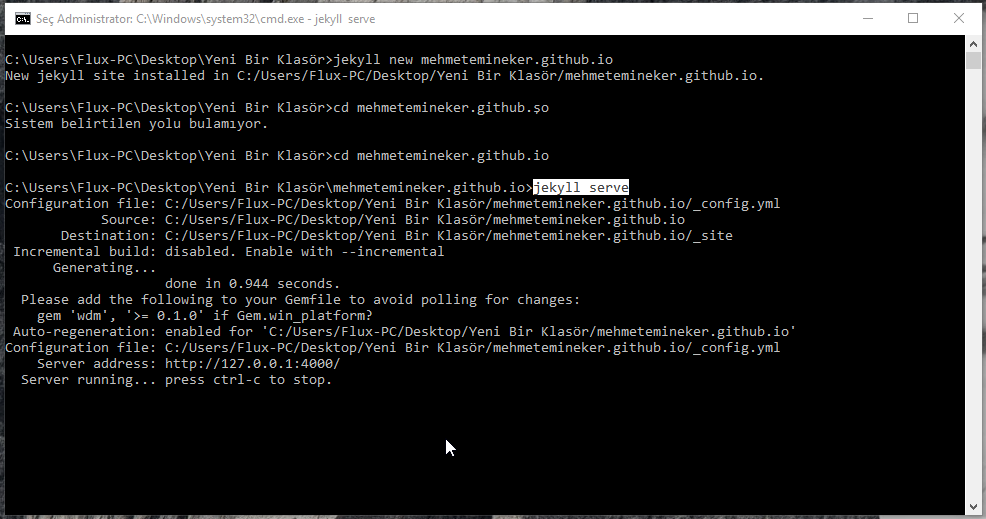 Seç Administrator: C:\Windows\system32\cmd.exe - jekyll serve
C:\Users\Flux-PC\Desktop\Yeni Bir Klasör>jekyll new mehmetemineker.github.io
New jekyll site installed in C:/Users/Flux-PC/Desktop/Yeni Bir Klasör/mehmetemineker.github.io.
C:\Users\Flux-PC\Desktop\Yeni Bir Klasör>cd mehmetemineker.github.şo
Sistem belirtilen yolu bulamıyor.
C:\Users\Flux-PC\Desktop\Yeni Bir Klasör>cd mehmetemineker.github.io
C:\Users\Flux-PC\Desktop\Yeni Bir Klasör\mehmetemineker.github.io>jekyll serve
Configuration file: C:/Users/Flux-PC/Desktop/Yeni Bir Klasör/mehmetemineker.github.io/_config.yml
Source: C:/Users/Flux-PC/Desktop/Yeni Bir Klasör/mehmetemineker.github.io
Destination: C:/Users/Flux-PC/Desktop/Yeni Bir Klasör/mehmetemineker.github.io/_site
Incremental build: disabled. Enable with --incremental
Generating...
done in 0.944 seconds.
Please add the following to your Gemfile to avoid polling for changes:
gem 'wdm', '>= 0.1.0' if Gem.win_platform?
Auto-regeneration: enabled for 'C:/Users/Flux-PC/Desktop/Yeni Bir Klasör/mehmetemineker.github.io'
Configuration file: C:/Users/Flux-PC/Desktop/Yeni Bir Klasör/mehmetemineker.github.io/_config.yml
Server address: http://127.0.0.1:4000/
Server running... press ctrl-c to stop.